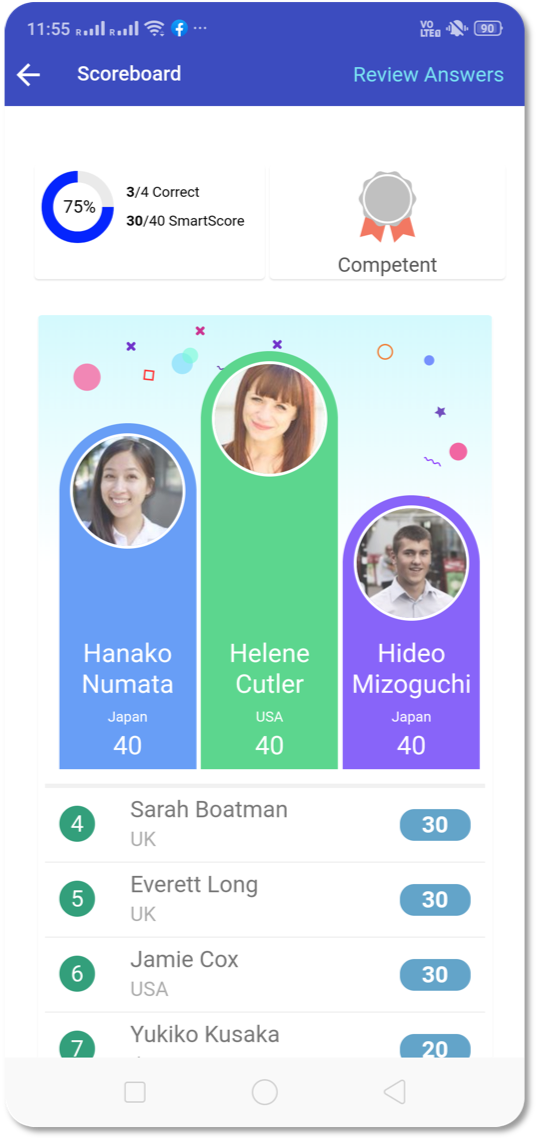 11:55 R R VO LTE 90
Scoreboard Review Answers
75%
3/4 Correct
30/40 SmartScore
Competent
Hanako
Numata
Japan
40
Helene
Cutler
USA
40
Hideo
Mizoguchi
Japan
40
4 Sarah Boatman 30
UK
5 Everett Long 30
UK
6 Jamie Cox 30
USA
7 Yukiko Kusaka 20